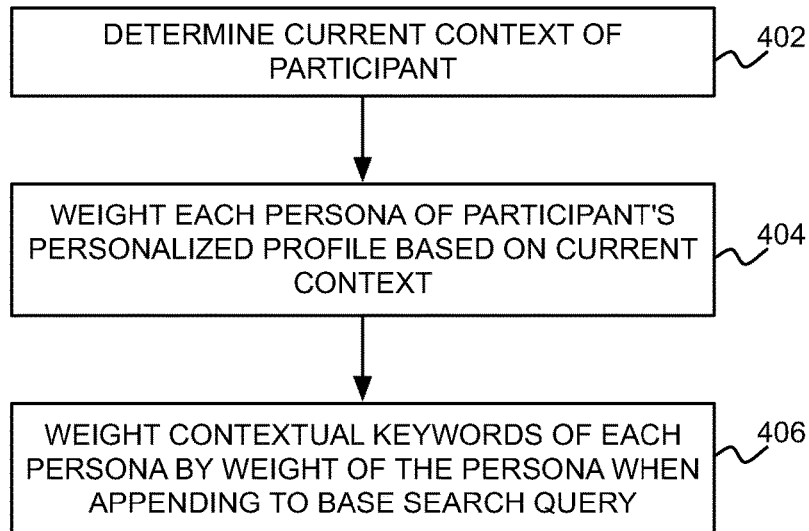 DETERMINE CURRENT CONTEXT OF
PARTICIPANT
402
WEIGHT EACH PERSONA OF PARTICIPANT'S
PERSONALIZED PROFILE BASED ON CURRENT
CONTEXT
404
WEIGHT CONTEXTUAL KEYWORDS OF EACH
PERSONA BY WEIGHT OF THE PERSONA WHEN
APPENDING TO BASE SEARCH QUERY
406